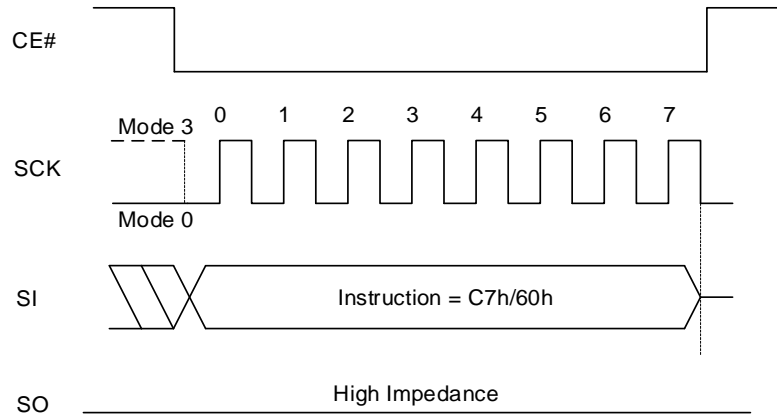 CE#
0 1 2 3 4 5 6 7
Mode 3
SCK
Mode 0
SI
Instruction = C7h/60h
High Impedance
SO